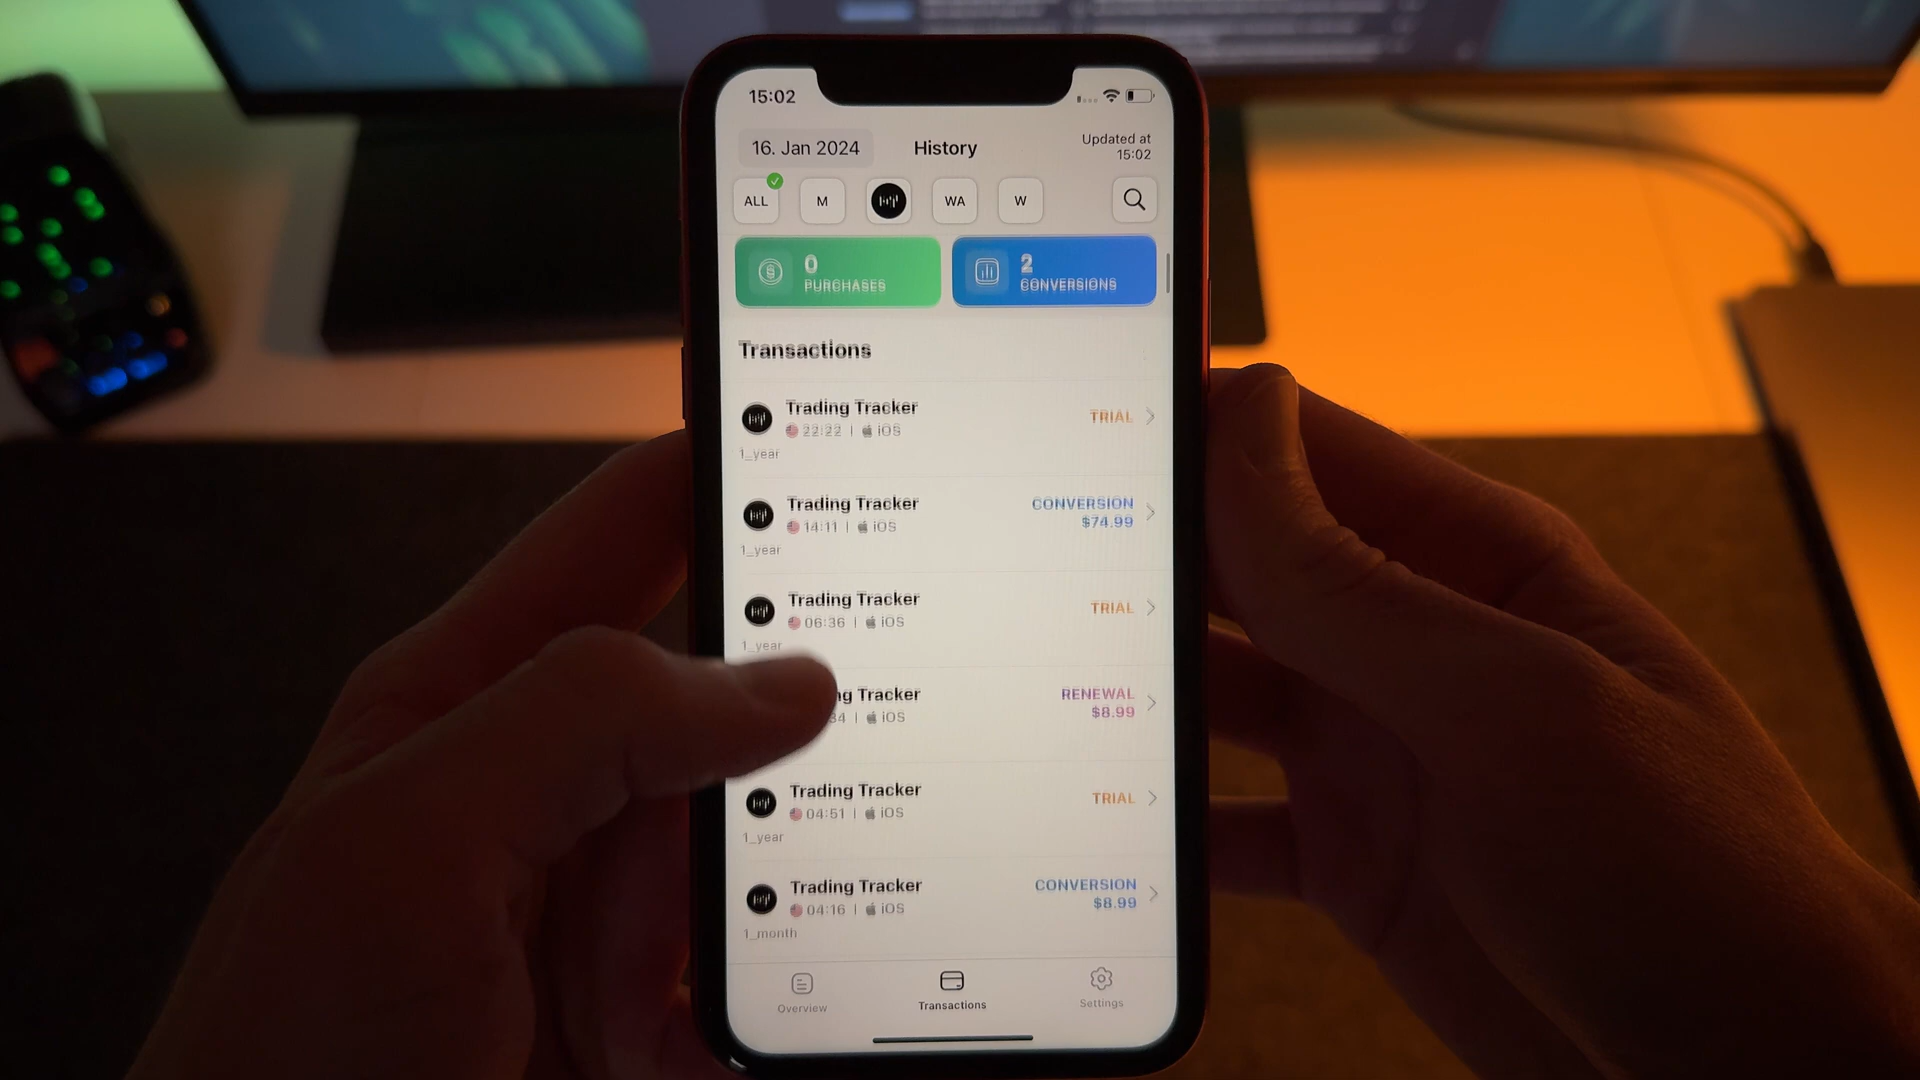 15:02
16. Jan 2024
History
Updated at
15:02
ALL
M
WA
W
0
PURCHASES
2
CONVERSIONS
Transactions
Trading Tracker
TRIAL
22:22 | iOS
1_year
Trading Tracker
CONVERSION
14:11 | iOS
$74.99
1_year
Trading Tracker
TRIAL
06:36 | iOS
1_year
ng Tracker
RENEWAL
34 | iOS
$8.99
Trading Tracker
TRIAL
04:51 | iOS
1_year
Trading Tracker
CONVERSION
04:16 | iOS
$8.99
1_month
Overview
Transactions
Settings